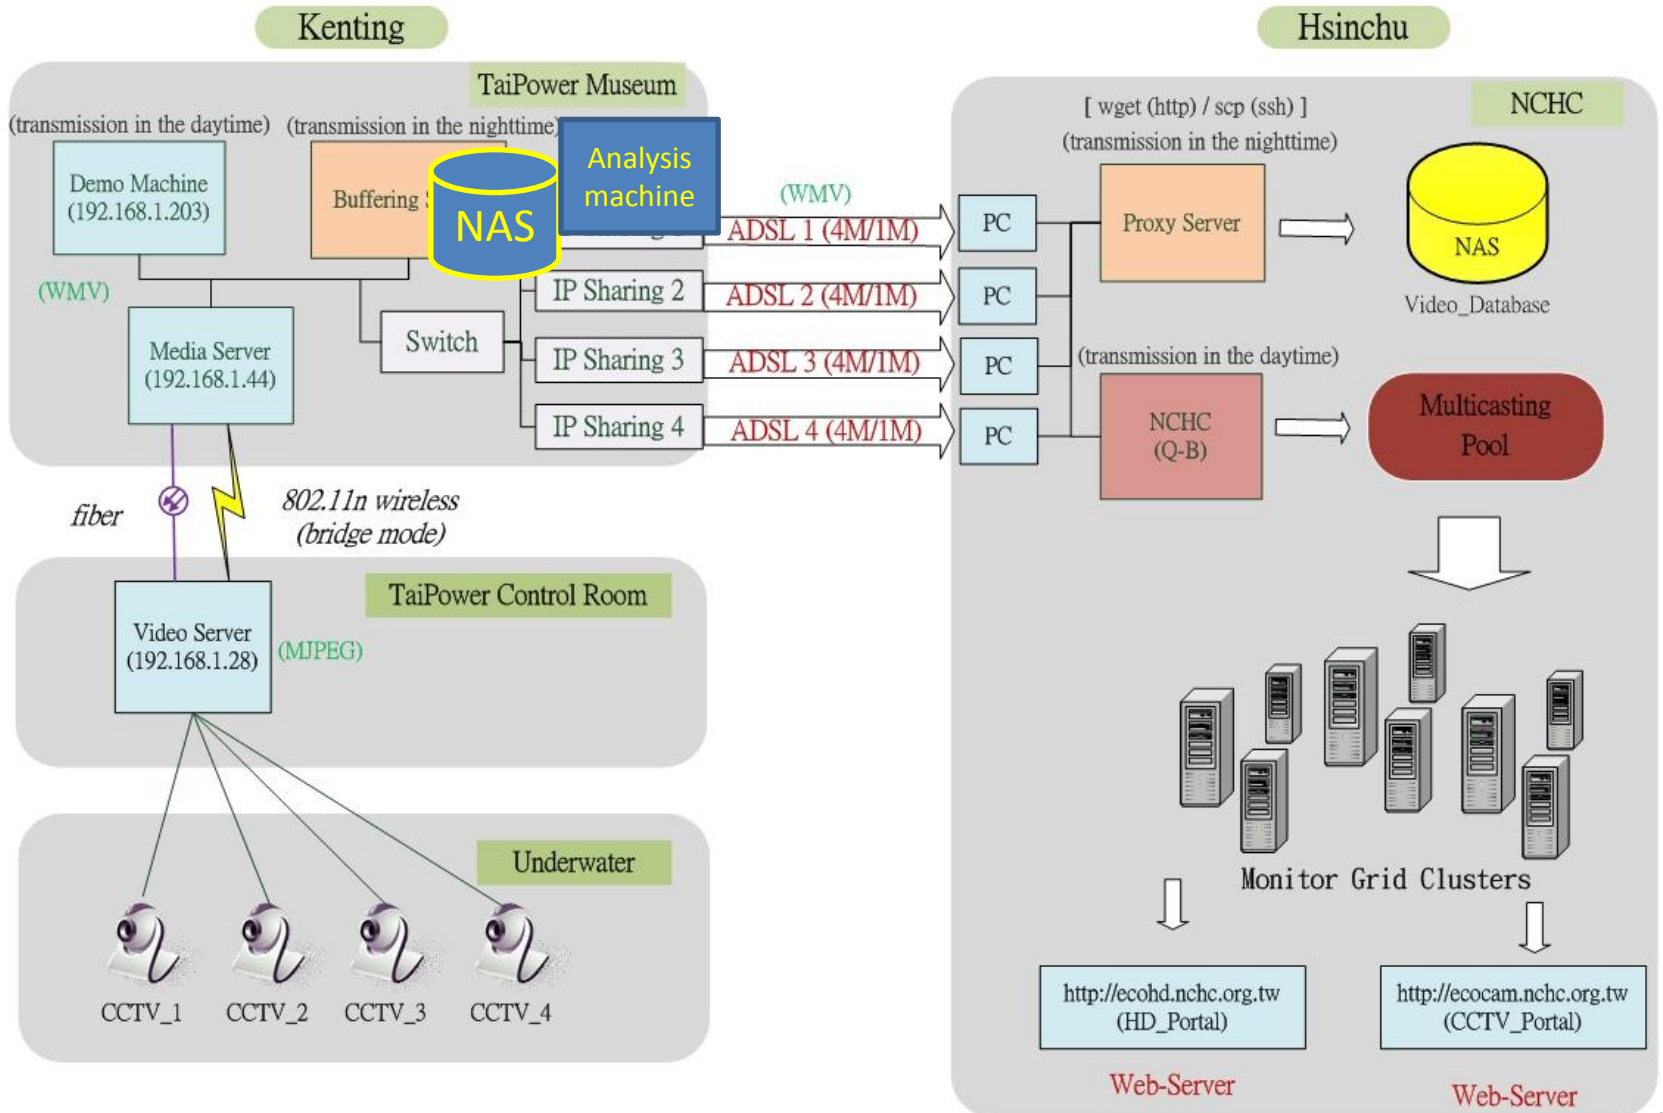 Kenting
Hsinchu
TaiPower Museum
(transmission in the daytime)
(transmission in the nighttime)
Demo Machine
(192.168.1.203)
Buffering
NAS
Analysis
machine
(WMV)
Media Server
(192.168.1.44)
Switch
IP Sharing 2
IP Sharing 3
IP Sharing 4
(WMV)
ADSL 1 (4M/1M)
ADSL 2 (4M/1M)
ADSL 3 (4M/1M)
ADSL 4 (4M/1M)
fiber
802.11n wireless
(bridge mode)
TaiPower Control Room
Video Server
(192.168.1.28)
(MJPEG)
Underwater
CCTV_1
CCTV_2
CCTV_3
CCTV_4
NCHC
[ wget (http) / scp (ssh) ]
(transmission in the nighttime)
PC
PC
PC
PC
Proxy Server
NAS
Video_Database
(transmission in the daytime)
NCHC
(Q-B)
Multicasting
Pool
Monitor Grid Clusters
http://ecohd.nchc.org.tw
(HD_Portal)
http://ecocam.nchc.org.tw
(CCTV_Portal)
Web-Server
Web-Server